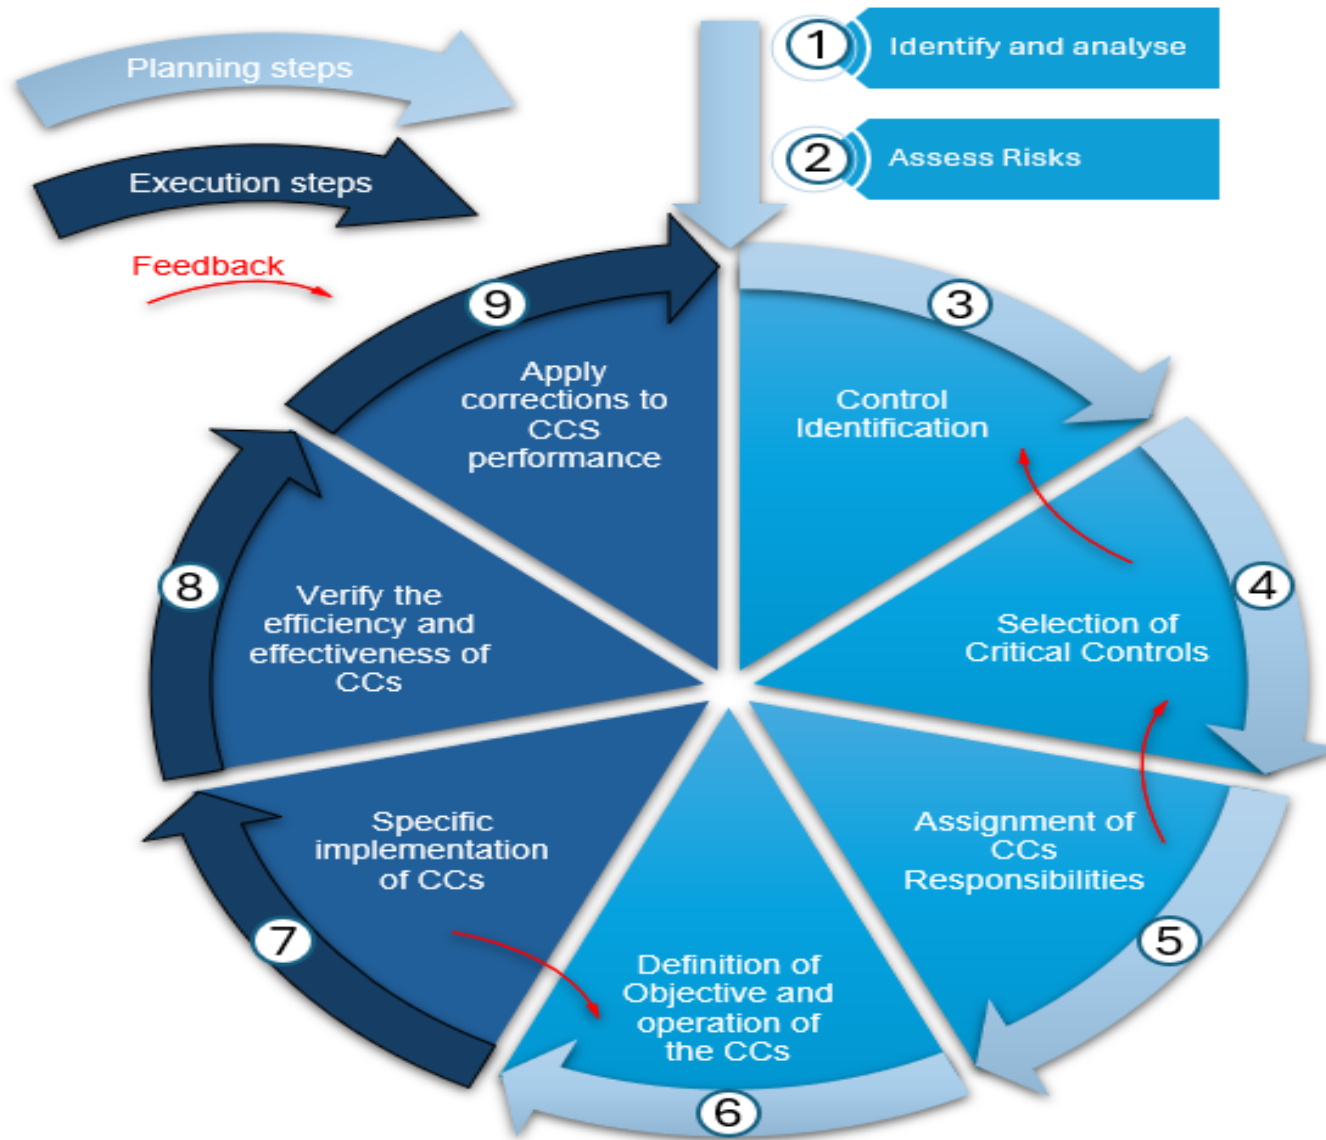 Planning steps
Execution steps
Feedback
1
Identify and analyse
2
Assess Risks
3
Control
Identification
4
Selection of
Critical Controls
5
Assignment of
CCs
Responsibilities
6
Definition of
Objective and
operation of
the CCs
7
Specific
implementation
of CCs
8
Verify the
efficiency and
effectiveness of
CCs
9
Apply
corrections to
CCS
performance